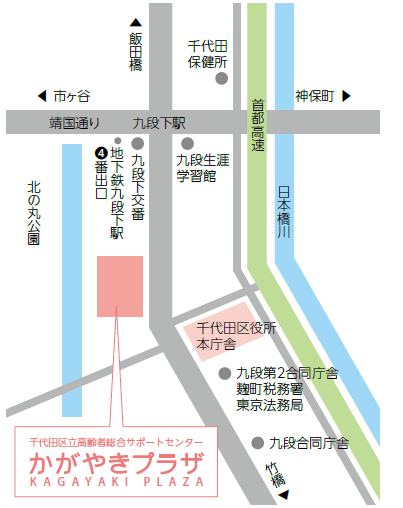 ▲飯田橋
千代田
保健所
◀ 市ヶ谷
神保町 ▶
首都高速
靖国通り
九段下駅
❹番出口
地下鉄九段下駅
九段下交番
九段生涯
学習館
北の丸公園
日本橋川
千代田区役所
本庁舎
九段第2合同庁舎
麹町税務署
東京法務局
九段合同庁舎
竹橋▼
千代田区立高齢者総合サポートセンター
かがやきプラザ
KAGAYAKI PLAZA